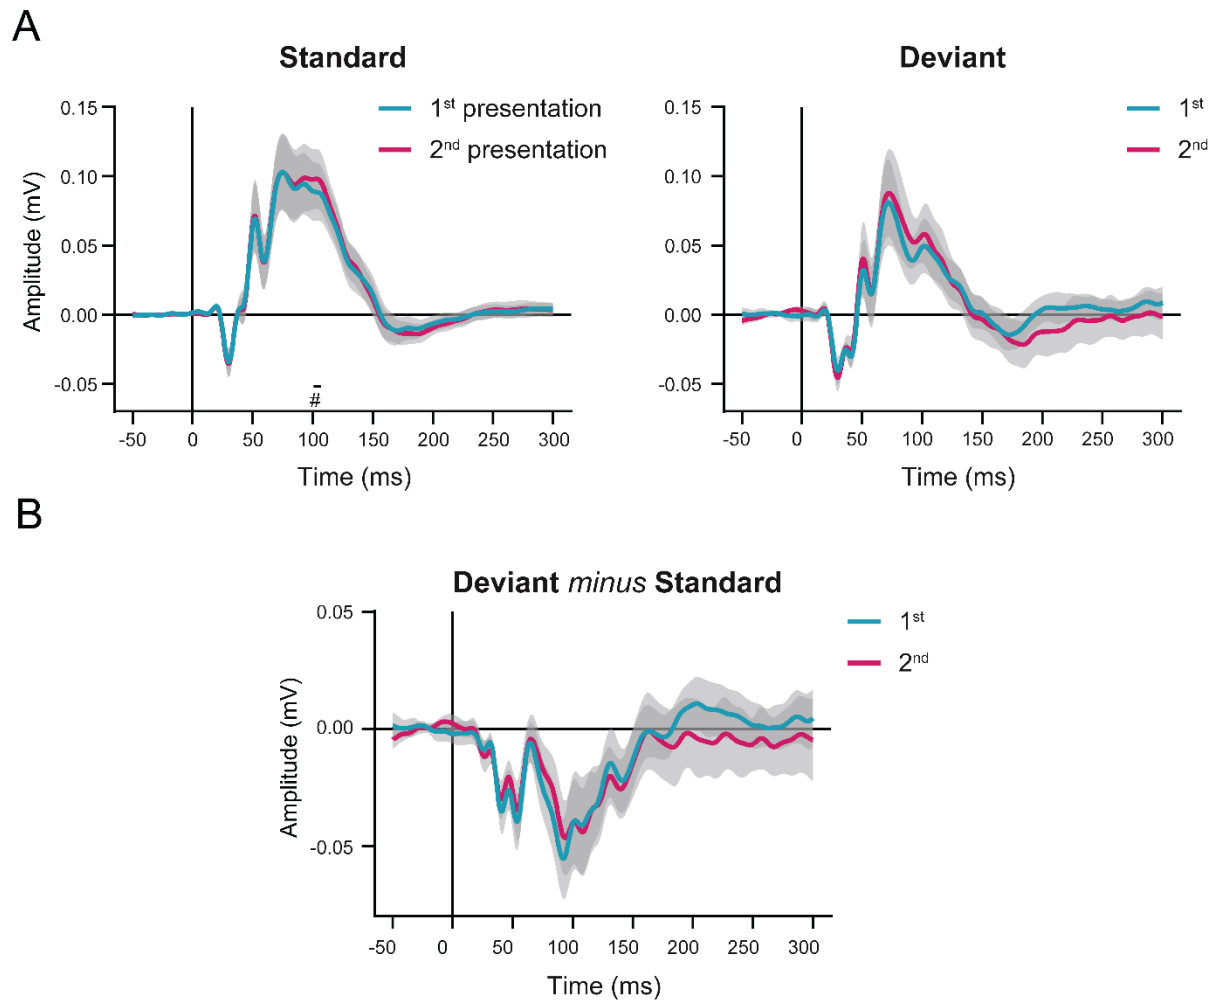 A
Standard
Deviant
1st presentation
2nd presentation
1st
2nd
Amplitude (mV)
0.15
0.10
0.05
0.00
-0.05
#
-50 0 50 100 150 200 250 300
Time (ms)
0.15
0.10
0.05
0.00
-0.05
-50 0 50 100 150 200 250 300
Time (ms)
B
Deviant minus Standard
1st
2nd
Amplitude (mV)
0.05
0.00
-0.05
-50 0 50 100 150 200 250 300
Time (ms)